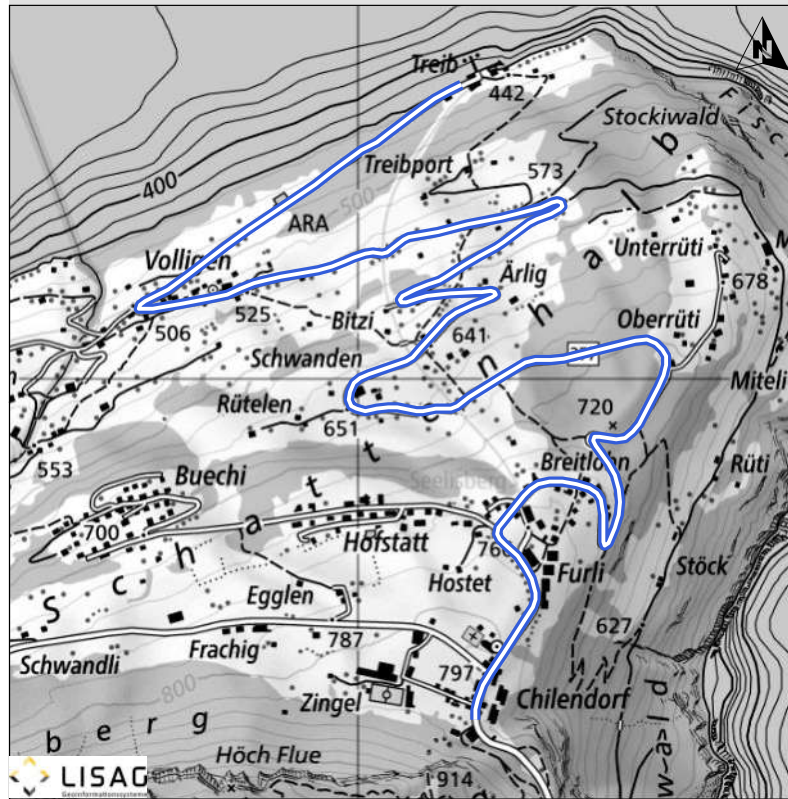 N
Treib
442
Stockiwald
Treibport
573
400
500
ARA
Volligen
Unterrüti
Ärlig
678
525
Bitzi
506
641
Oberrüti
Schwanden
Miteli
Rütelen
651
720
553
Buechi
Breitlohn
Rüti
Seelisberg
700
Hofstatt
Hostet
Furli
Stöck
S c h a t t e n h a l b
Egglen
627
787
Frachig
Schwandli
797
Zingel
800
Chilendorf
b e r g
w a l d
Höch Flue
914
LISAG
Geoinformationssysteme